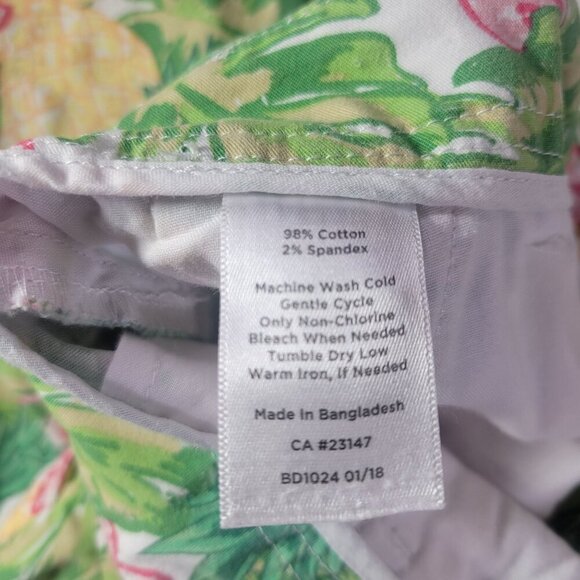 98% Cotton
2% Spandex
Machine Wash Cold
Gentle Cycle
Only Non-Chlorine
Bleach When Needed
Tumble Dry Low
Warm Iron, If Needed
Made In Bangladesh
CA #23147
BD1024 01/18